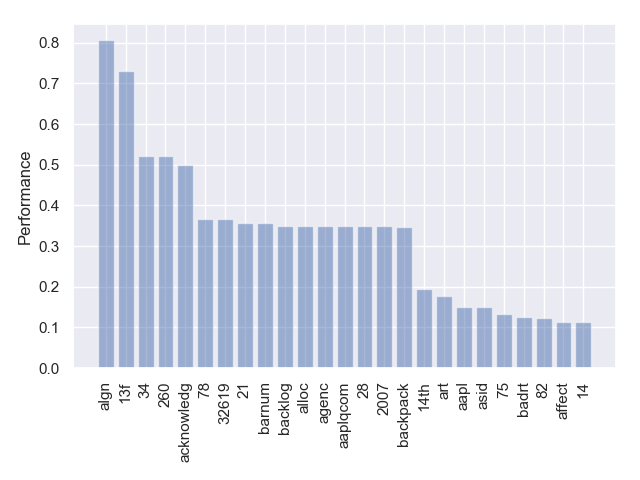 0.8
0.7
0.6
0.5
0.4
0.3
0.2
0.1
0.0
Performance
algn
13f
34
260
acknowledg
78
32619
21
barnum
backlog
alloc
agenc
aaplqcom
28
2007
backpack
14th
art
aapl
asid
75
badrt
82
affect
14